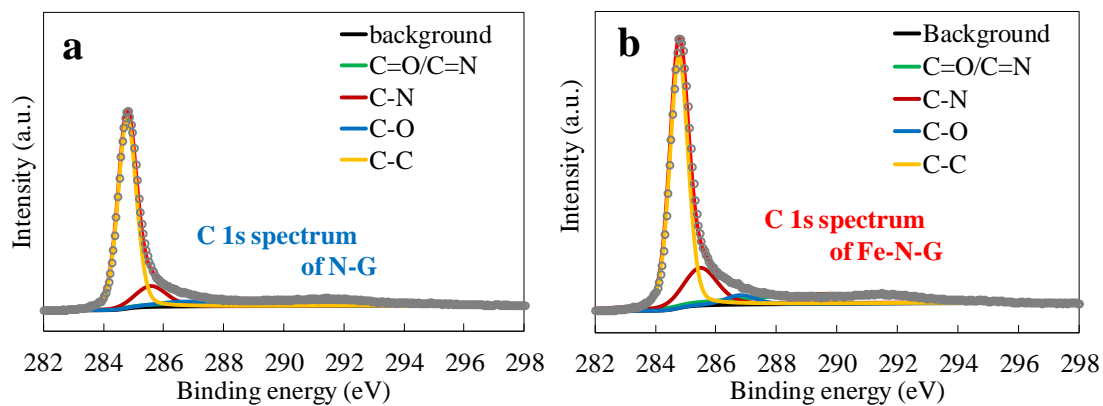 a
background
C=O/C=N
C-N
C-O
C-C
C 1s spectrum
of N-G
Intensity (a.u.)
282 284 286 288 290 292 294 296 298
Binding energy (eV)
b
Background
C=O/C=N
C-N
C-O
C-C
C 1s spectrum
of Fe-N-G
Intensity (a.u.)
282 284 286 288 290 292 294 296 298
Binding energy (eV)